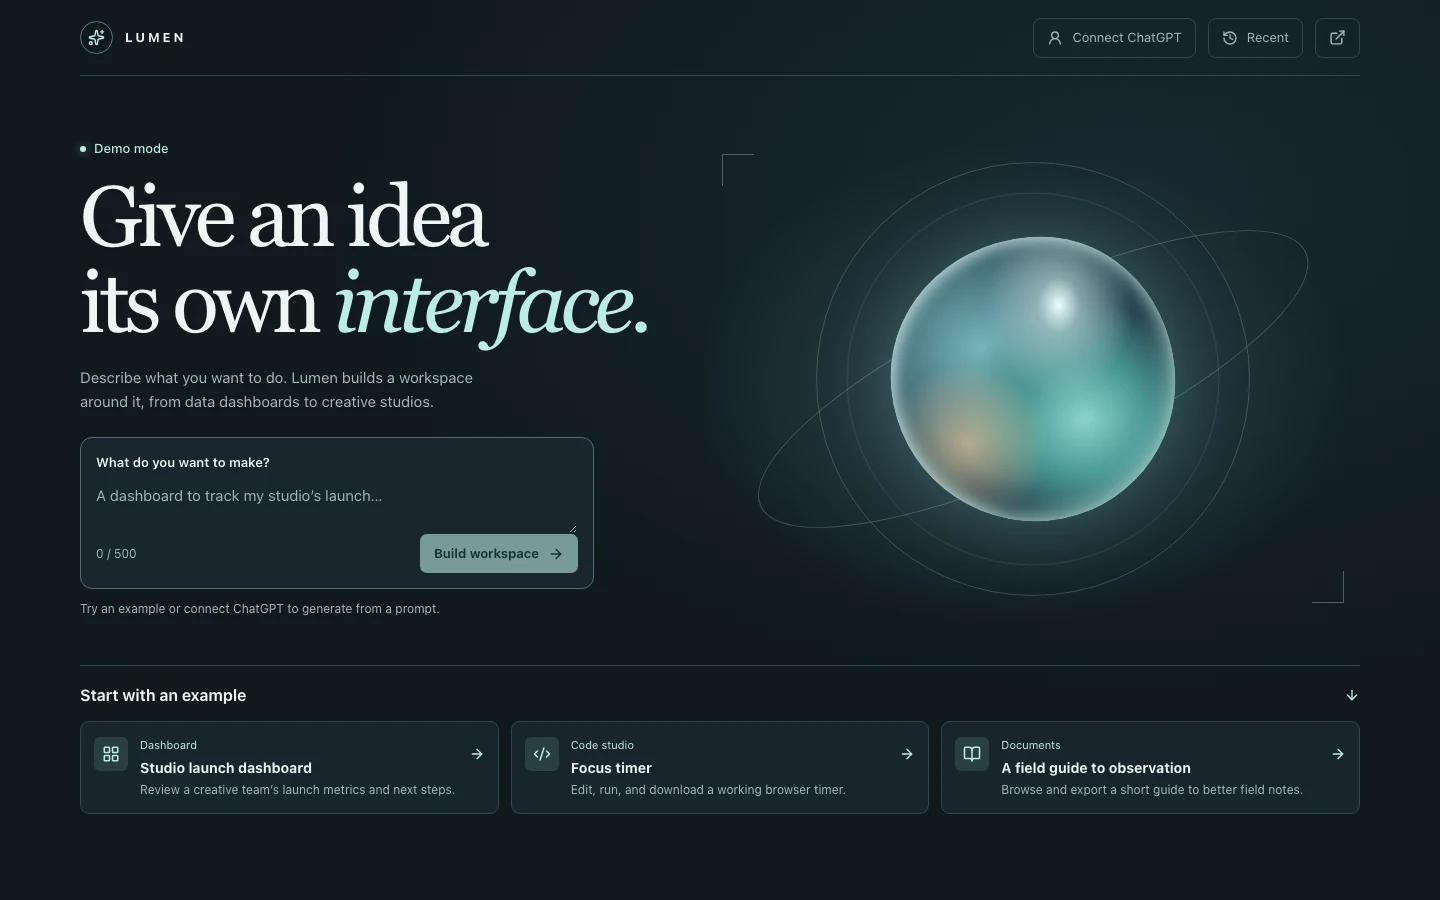 LUMEN
Connect ChatGPT
Recent
Demo mode
Give an idea
its own interface.
Describe what you want to do. Lumen builds a workspace
around it, from data dashboards to creative studios.
What do you want to make?
A dashboard to track my studio’s launch…
0 / 500
Build workspace
Try an example or connect ChatGPT to generate from a prompt.
Start with an example
Dashboard
Studio launch dashboard
Review a creative team’s launch metrics and next steps.
Code studio
Focus timer
Edit, run, and download a working browser timer.
Documents
A field guide to observation
Browse and export a short guide to better field notes.